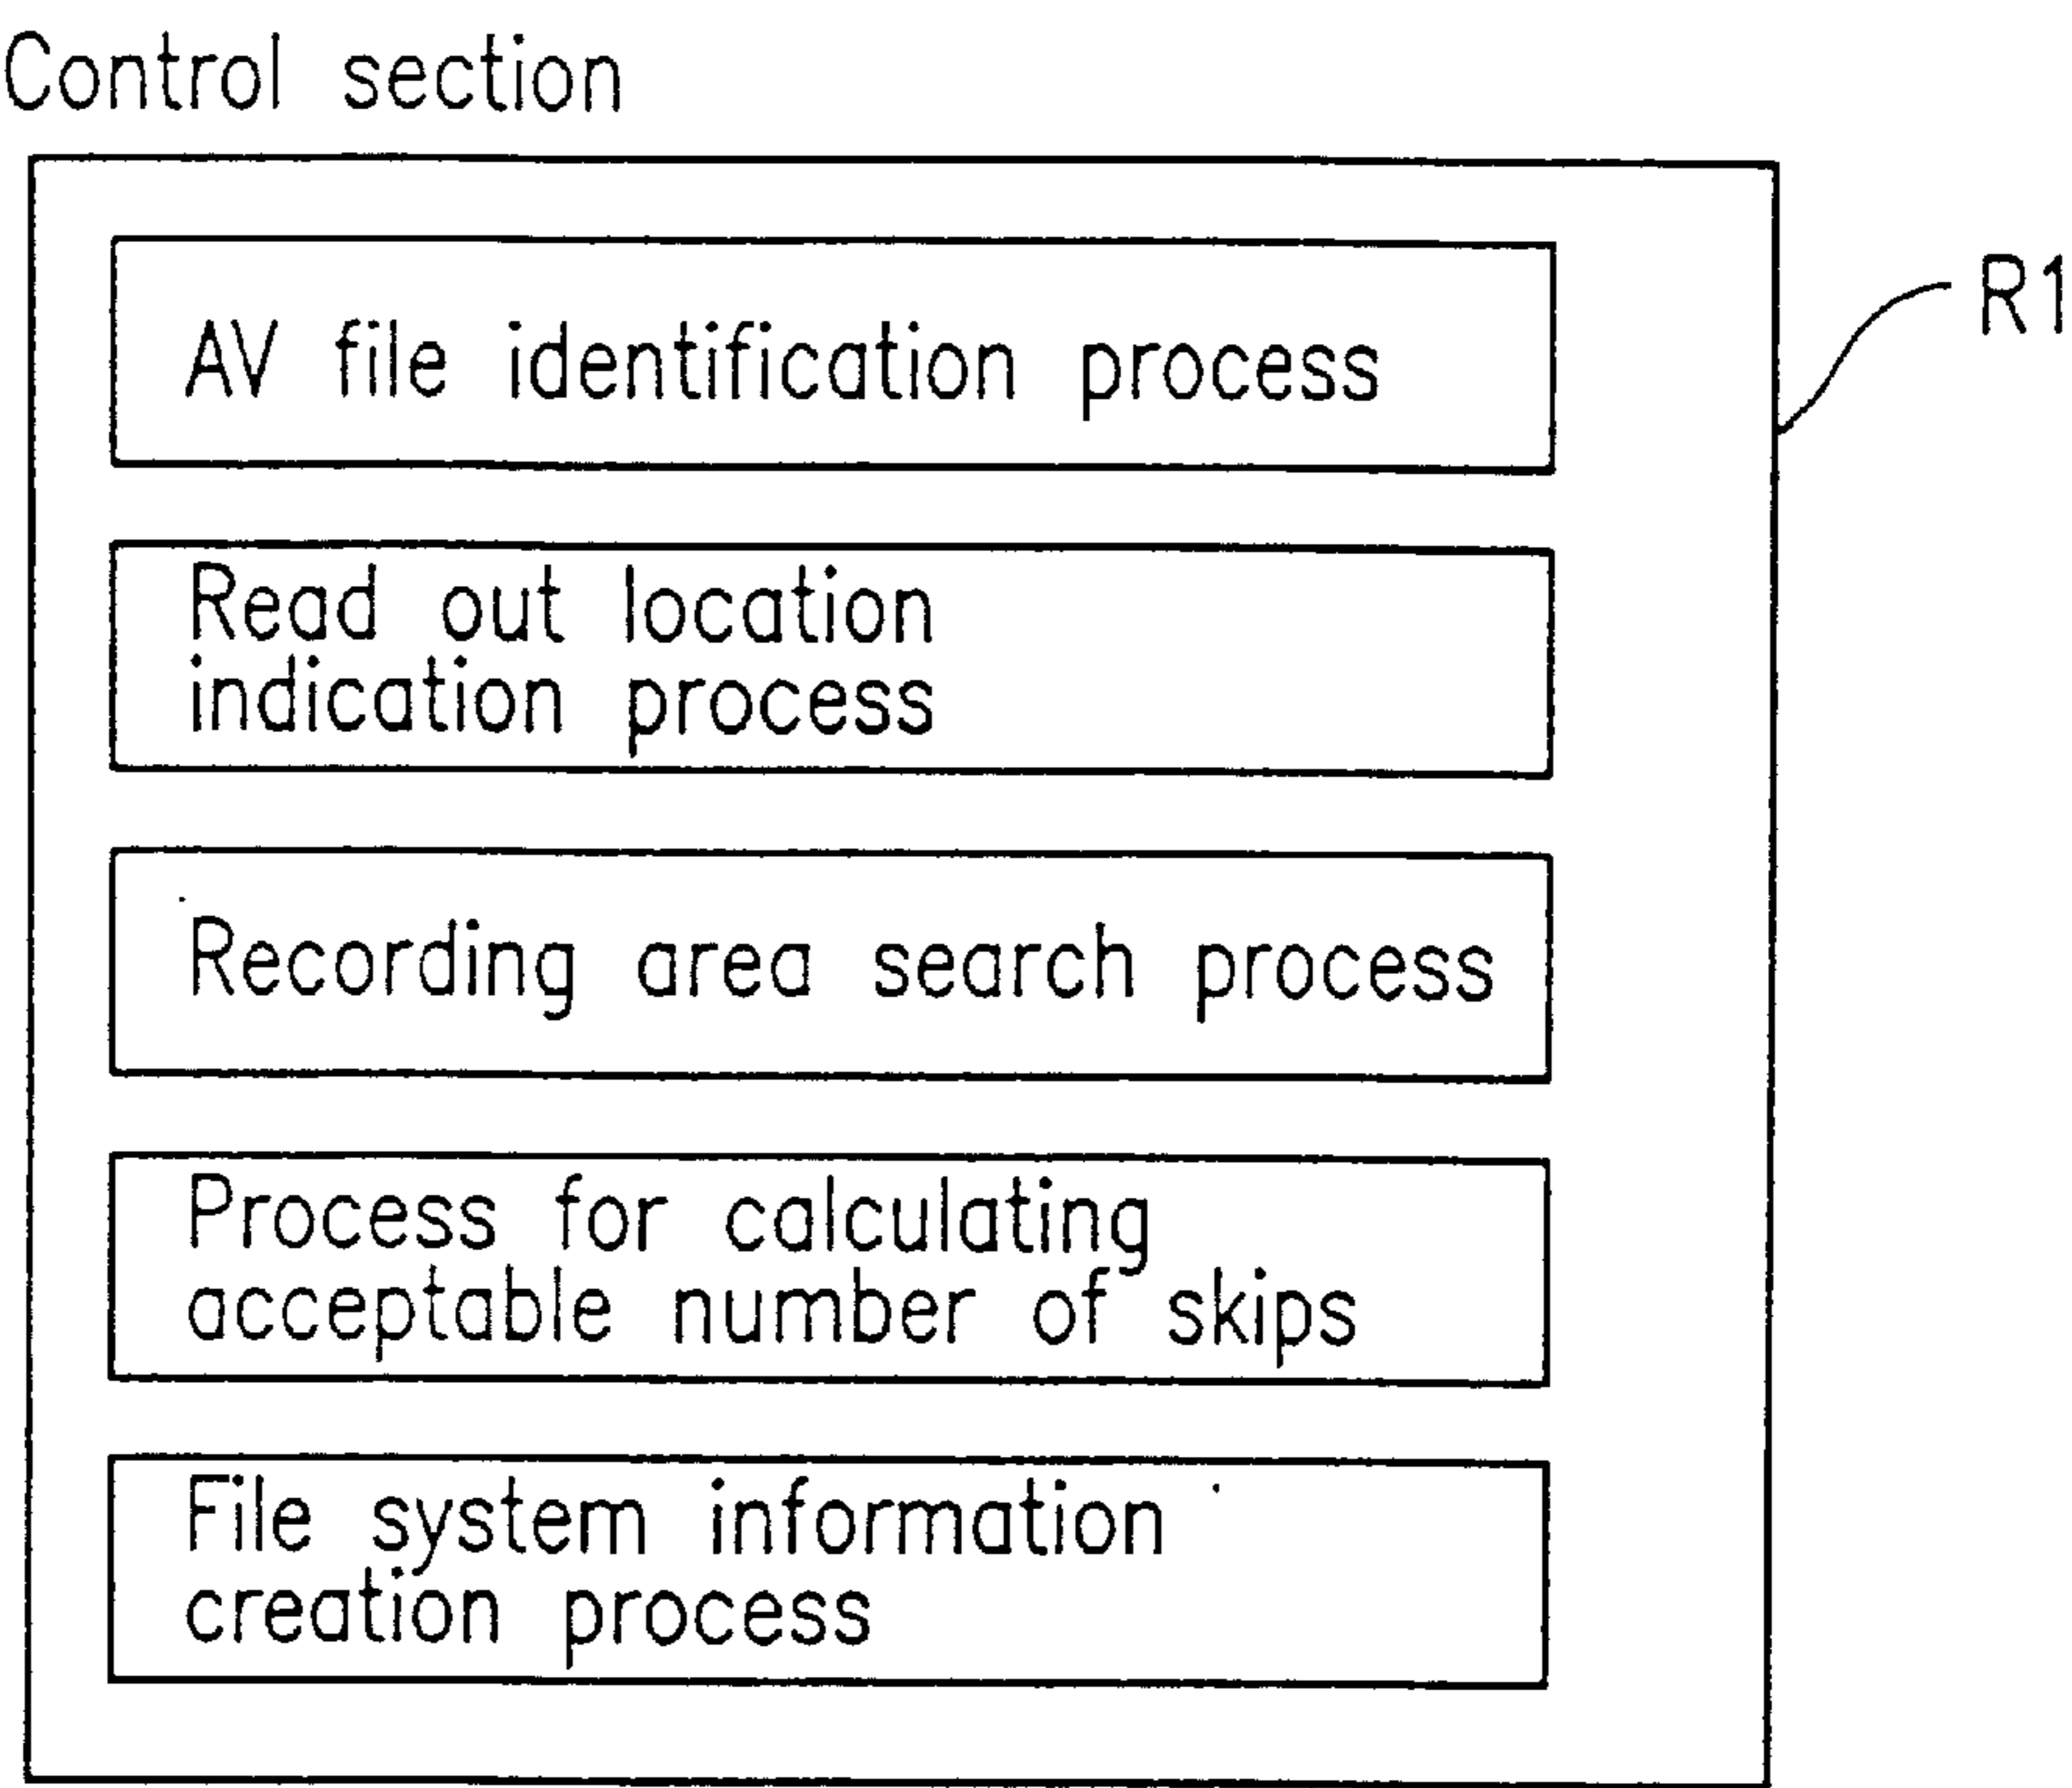 Control section
AV file identification process
R1
Read out location
indication process
Recording area search process
Process for calculating
acceptable number of skips
File system information
creation process